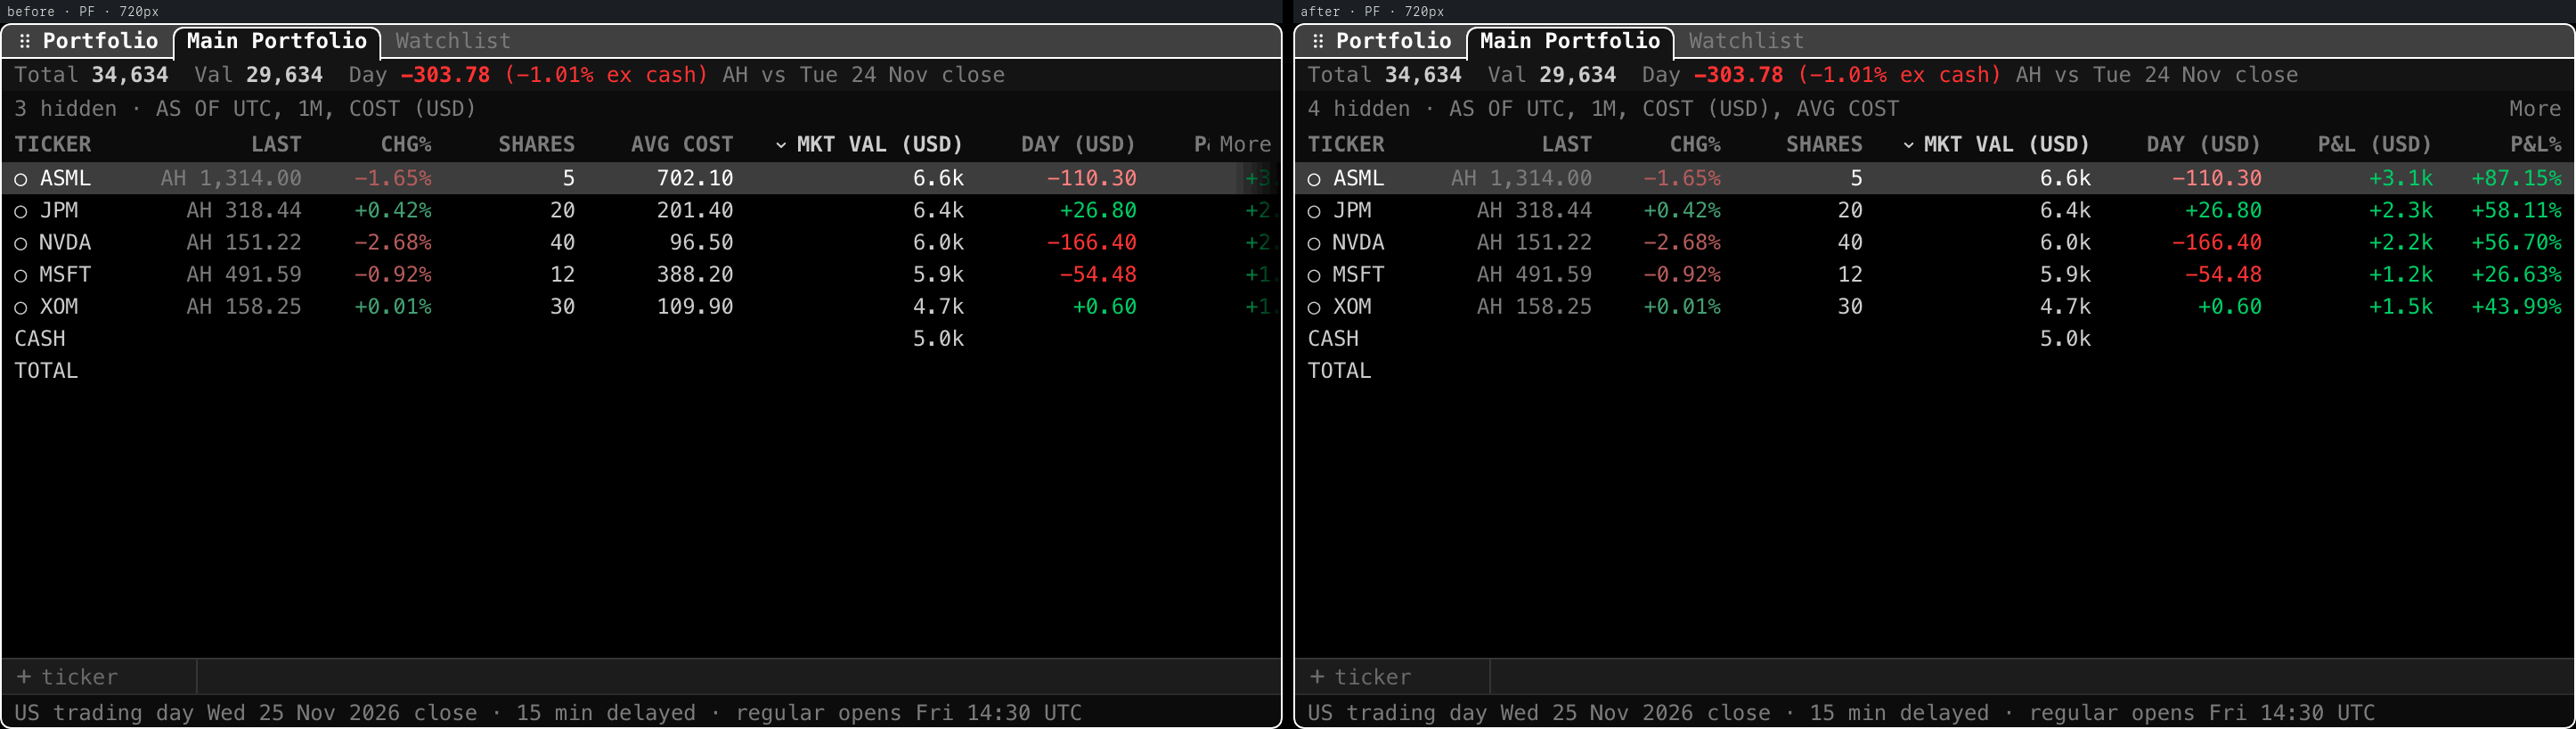 before · PF · 720px
Portfolio Main Portfolio Watchlist
Total 34,634 Val 29,634 Day −303.78 (−1.01% ex cash) AH vs Tue 24 Nov close
3 hidden · AS OF UTC, 1M, COST (USD)
TICKER LAST CHG% SHARES AVG COST MKT VAL (USD) DAY (USD) More
ASML AH 1,314.00 −1.65% 5 702.10 6.6k −110.30 +3
JPM AH 318.44 +0.42% 20 201.40 6.4k +26.80 +2.
NVDA AH 151.22 −2.68% 40 96.50 6.0k −166.40 +2.
MSFT AH 491.59 −0.92% 12 388.20 5.9k −54.48 +1.
XOM AH 158.25 +0.01% 30 109.90 4.7k +0.60 +1.
CASH 5.0k
TOTAL
+ ticker
US trading day Wed 25 Nov 2026 close · 15 min delayed · regular opens Fri 14:30 UTC
after · PF · 720px
Portfolio Main Portfolio Watchlist
Total 34,634 Val 29,634 Day −303.78 (−1.01% ex cash) AH vs Tue 24 Nov close
4 hidden · AS OF UTC, 1M, COST (USD), AVG COST More
TICKER LAST CHG% SHARES MKT VAL (USD) DAY (USD) P&L (USD) P&L%
ASML AH 1,314.00 −1.65% 5 6.6k −110.30 +3.1k +87.15%
JPM AH 318.44 +0.42% 20 6.4k +26.80 +2.3k +58.11%
NVDA AH 151.22 −2.68% 40 6.0k −166.40 +2.2k +56.70%
MSFT AH 491.59 −0.92% 12 5.9k −54.48 +1.2k +26.63%
XOM AH 158.25 +0.01% 30 4.7k +0.60 +1.5k +43.99%
CASH 5.0k
TOTAL
+ ticker
US trading day Wed 25 Nov 2026 close · 15 min delayed · regular opens Fri 14:30 UTC